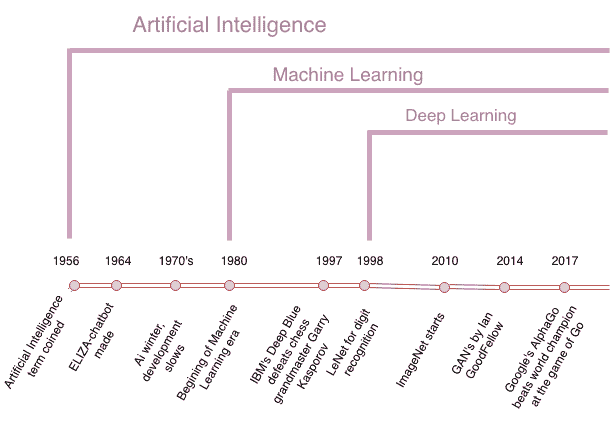 Artificial Intelligence
Machine Learning
Deep Learning
1956
1964
1970's
1980
1997
1998
2010
2014
2017
Artificial Intelligence
term coined
ELIZA-chatbot
made
Ai winter,
development
slows
Begining of Machine
Learning era
IBM's Deep Blue
defeats chess
grandmaster Garry
Kasporov
LeNet for digit
recognition
ImageNet starts
GAN's by Ian
GoodFellow
Google's AlphaGo
beats world champion
at the game of Go